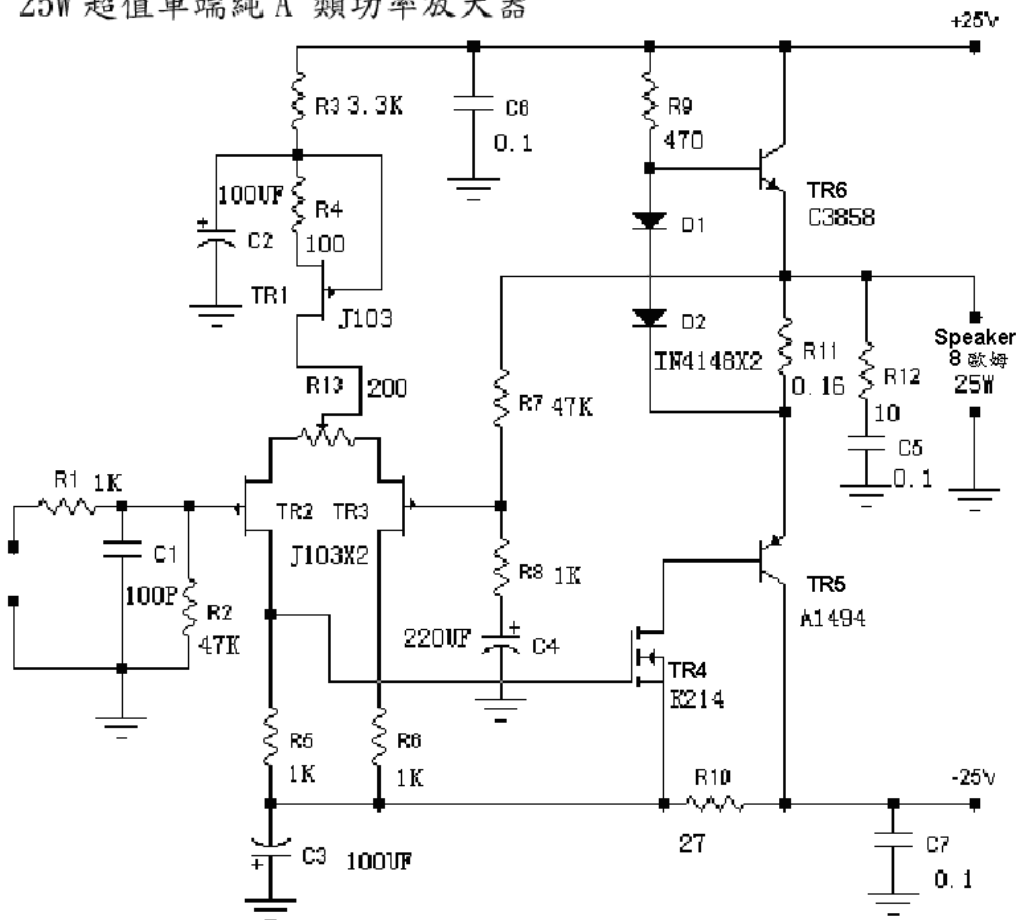 25W 超值單端純 A 類功率放大器
+25V
R3 3.3K
C6
0.1
R9
470
TR6
C3858
100UF
R4
C2
100
D1
TR1
J103
D2
IN4148X2
R11
0.16
R12
10
Speaker
8 歐姆
25W
R13
200
R7 47K
C5
0.1
R1 1K
TR2 TR3
J103X2
C1
100P
R2
47K
R8 1K
220UF
C4
TR4
K214
TR5
A1494
R5
1K
R6
1K
R10
27
-25V
C3
100UF
C7
0.1